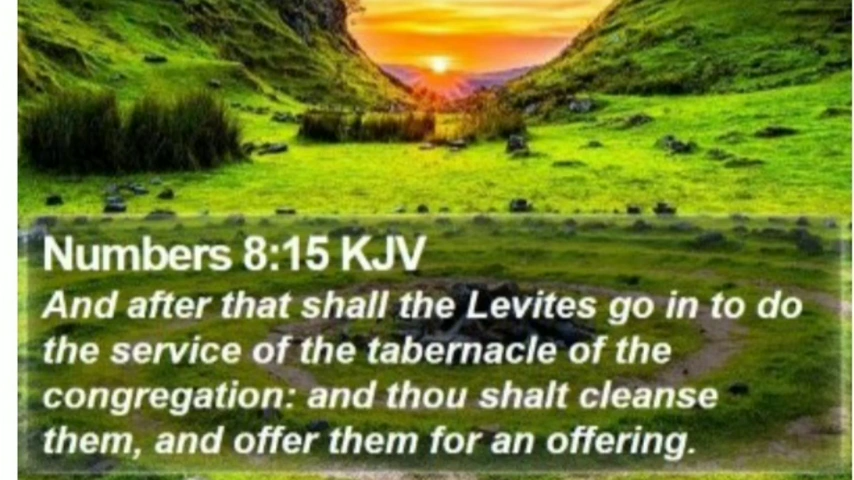 Numbers 8:15 KJV
And after that shall the Levites go in to do
the service of the tabernacle of the
congregation: and thou shalt cleanse
them, and offer them for an offering.